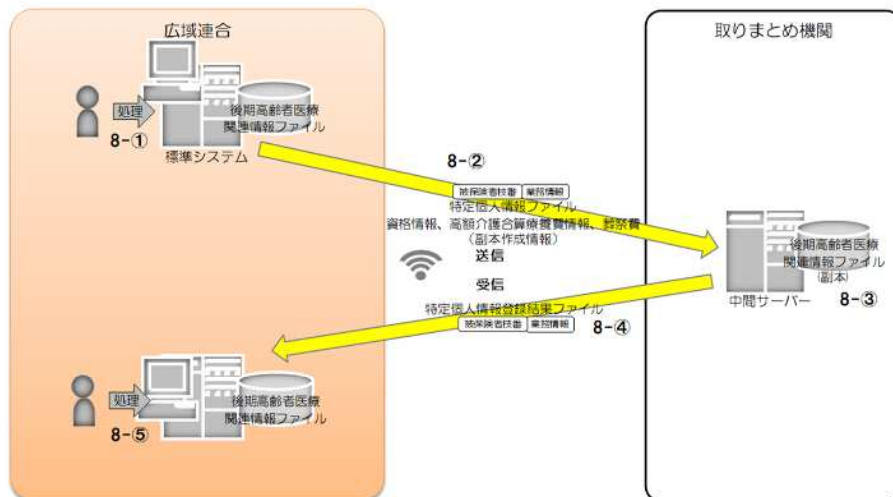 広域連合
取りまとめ機関
処理
8-①
後期高齢者医療
関連情報ファイル
標準システム
8-②
被保険者枝番 業務情報
特定個人情報ファイル
資格情報、高額介護合算療養費情報、葬祭費
（副本作成情報）
送信
受信
特定個人情報登録結果ファイル
被保険者枝番 業務情報
8-④
後期高齢者医療
関連情報ファイル
(副本)
中間サーバー
8-③
処理
8-⑤
後期高齢者医療
関連情報ファイル